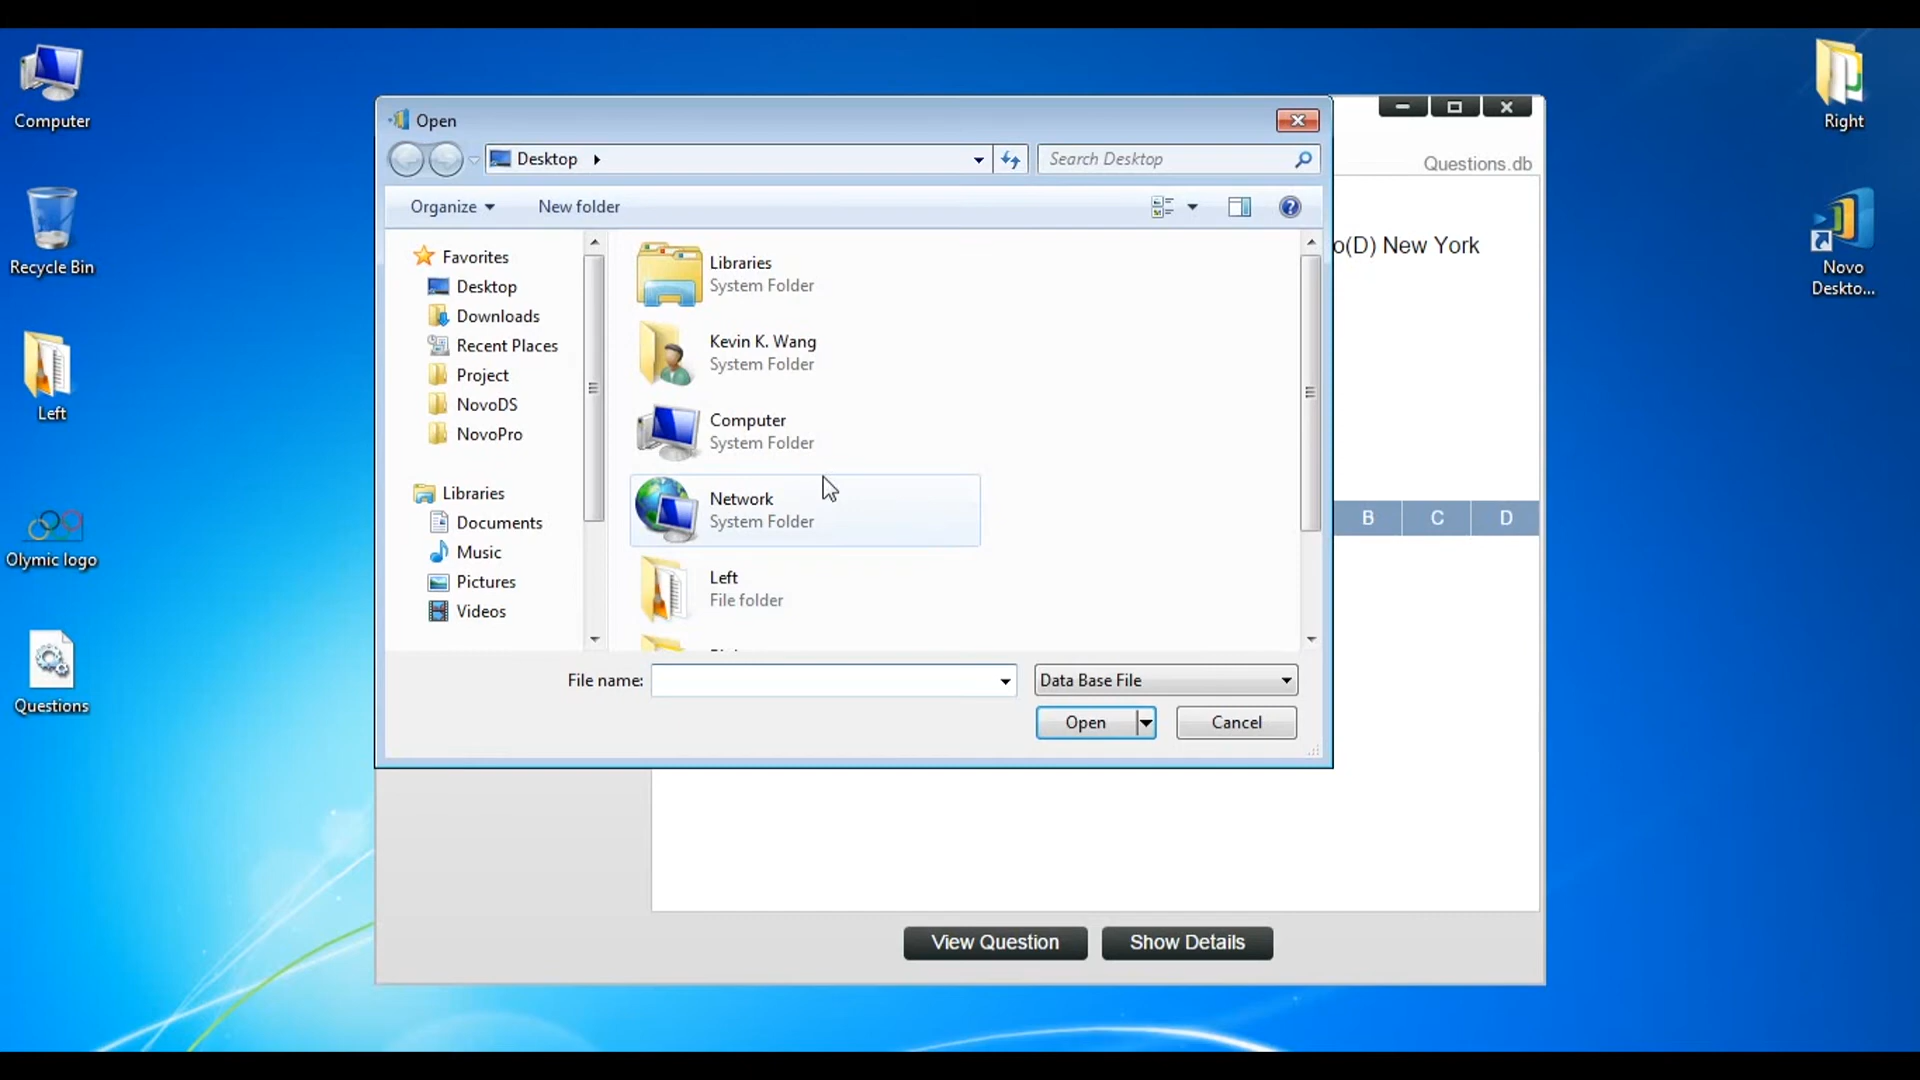 Computer
Recycle Bin
Left
Olymic logo
Questions
Open
Desktop
Search Desktop
Organize
New folder
Favorites
Desktop
Downloads
Recent Places
Project
NovoDS
NovoPro
Libraries
Documents
Music
Pictures
Videos
Libraries
System Folder
Kevin K. Wang
System Folder
Computer
System Folder
Network
System Folder
Left
File folder
File name:
Data Base File
Open
Cancel
Questions.db
o(D) New York
B C D
View Question
Show Details
Right
Novo
Deskto...